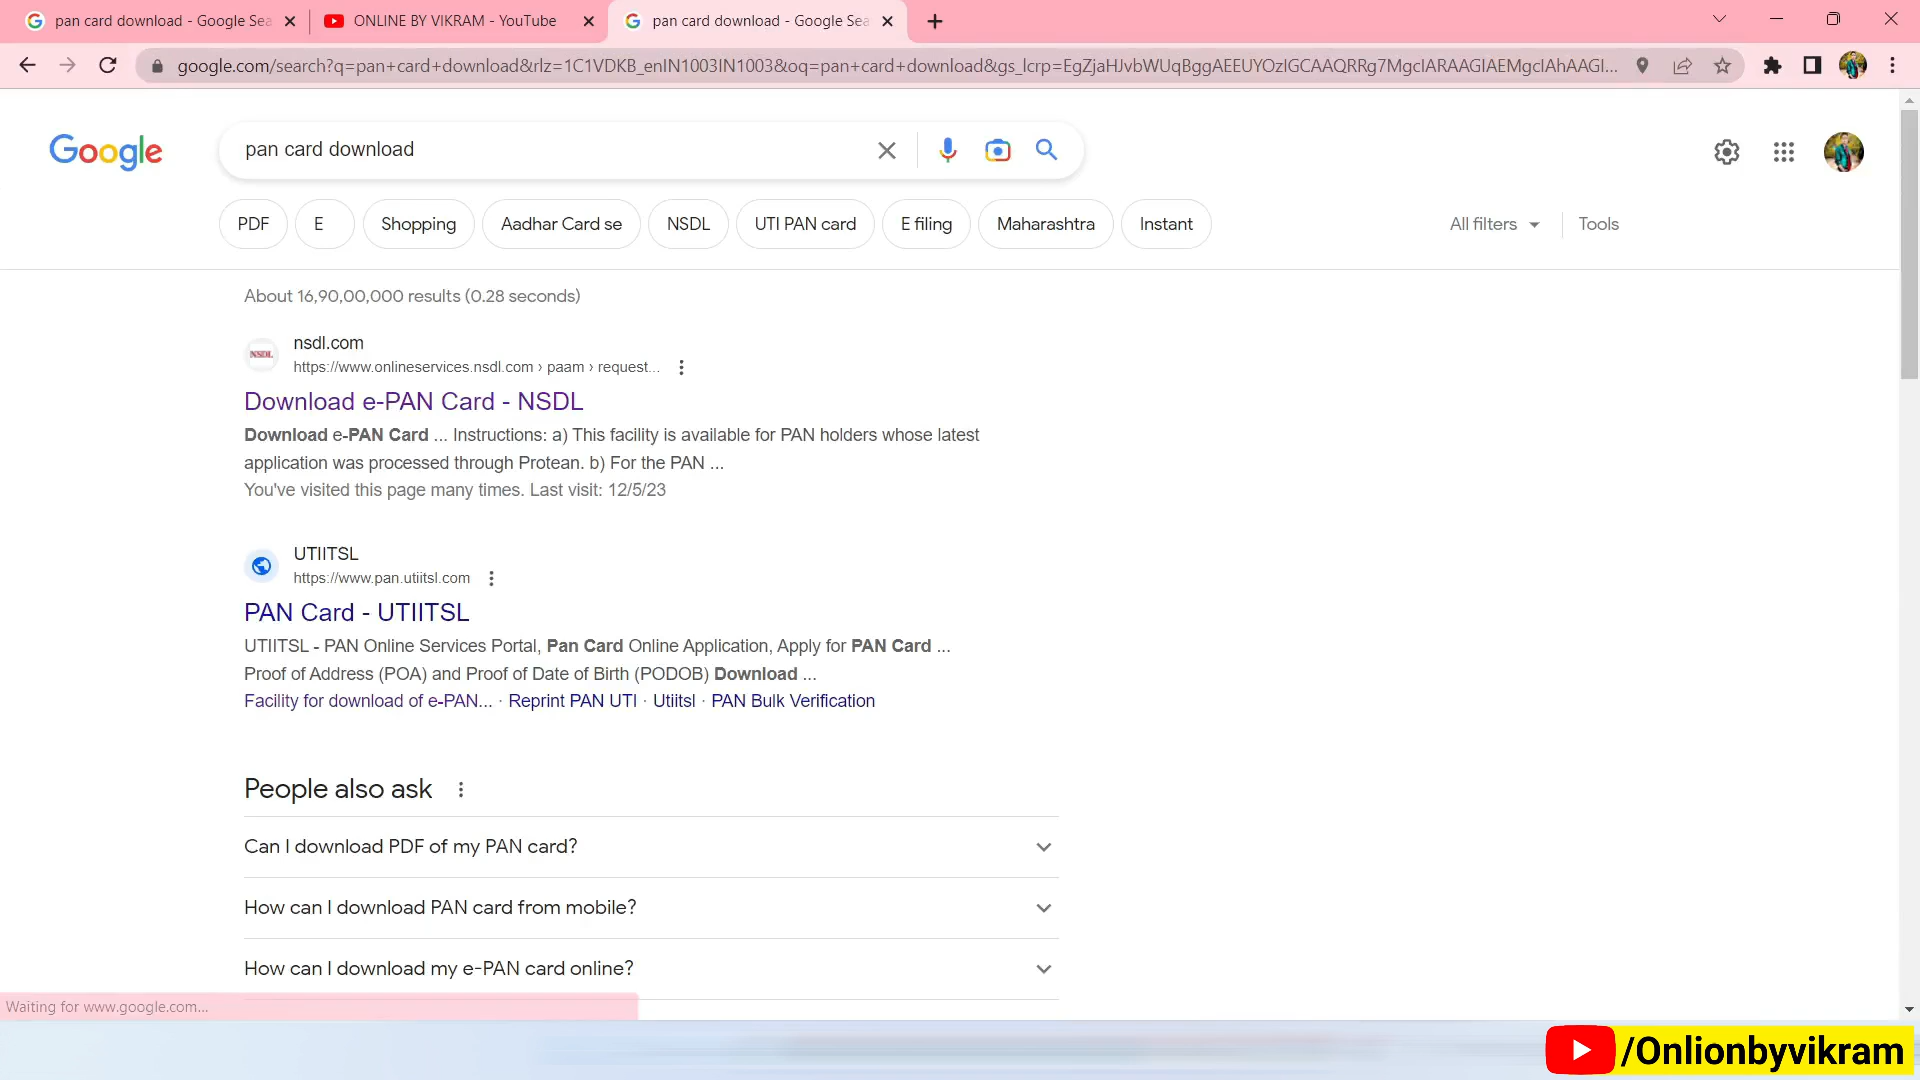 pan card download - Google Sea
ONLINE BY VIKRAM - YouTube
pan card download - Google Sea
google.com/search?q=pan+card+download&rlz=1C1VDKB_enIN1003IN1003&oq=pan+card+download&gs_lcrp=EgZjaHJvbWUqBggAEEUYOzIGCAAQRRg7MgcIARAAGIAEMgcIAhAAGI...
Google
pan card download
PDF
E
Shopping
Aadhar Card se
NSDL
UTI PAN card
E filing
Maharashtra
Instant
All filters
Tools
About 16,90,00,000 results (0.28 seconds)
NSDL
nsdl.com
https://www.onlineservices.nsdl.com › paam › request...
Download e-PAN Card - NSDL
Download e-PAN Card ... Instructions: a) This facility is available for PAN holders whose latest
application was processed through Protean. b) For the PAN ...
You've visited this page many times. Last visit: 12/5/23
UTIITSL
https://www.pan.utiitsl.com
PAN Card - UTIITSL
UTIITSL - PAN Online Services Portal, Pan Card Online Application, Apply for PAN Card ...
Proof of Address (POA) and Proof of Date of Birth (PODOB) Download ...
Facility for download of e-PAN... · Reprint PAN UTI · Utiitsl · PAN Bulk Verification
People also ask
Can I download PDF of my PAN card?
How can I download PAN card from mobile?
How can I download my e-PAN card online?
Waiting for www.google.com...
/Onlionbyvikram